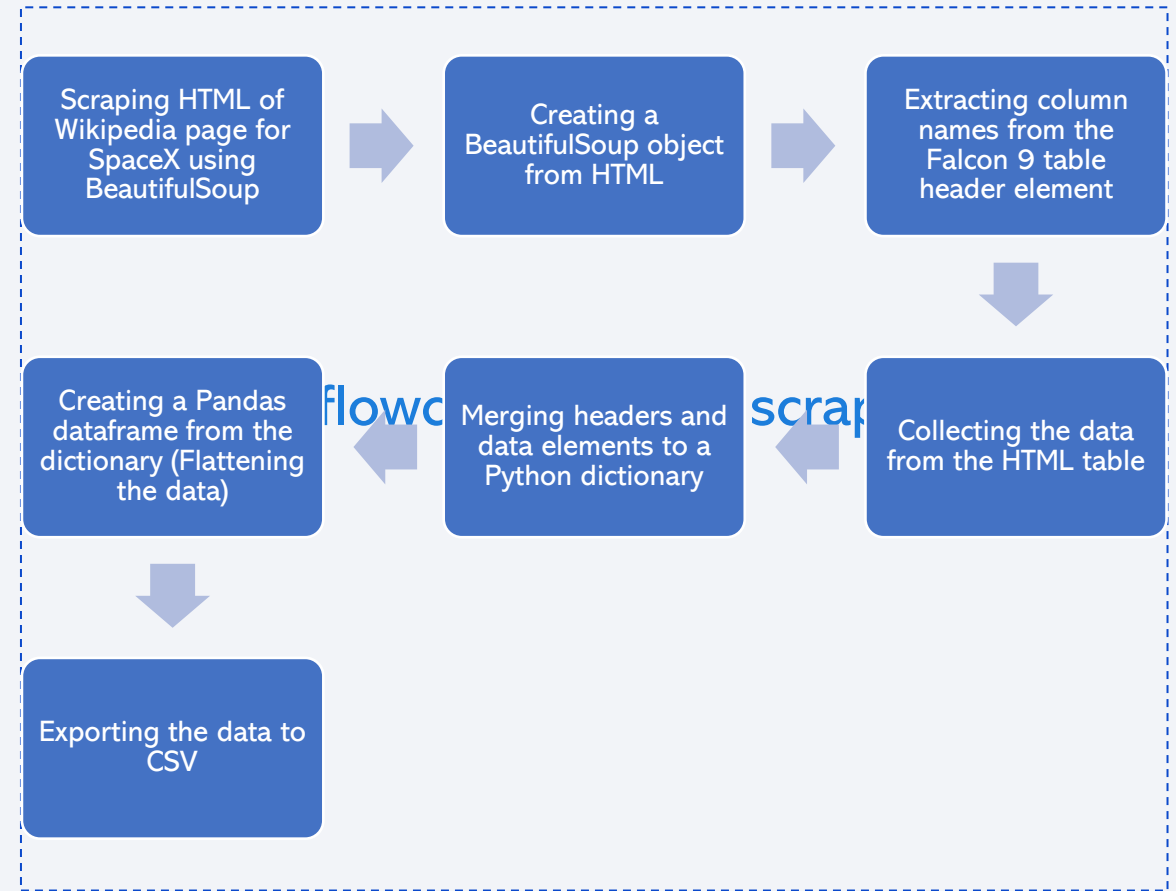 Scraping HTML of
Wikipedia page for
SpaceX using
BeautifulSoup
Creating a
BeautifulSoup object
from HTML
Extracting column
names from the
Falcon 9 table
header element
Collecting the data
from the HTML table
Merging headers and
data elements to a
Python dictionary
Creating a Pandas
dataframe from the
dictionary (Flattening
the data)
Exporting the data to
CSV